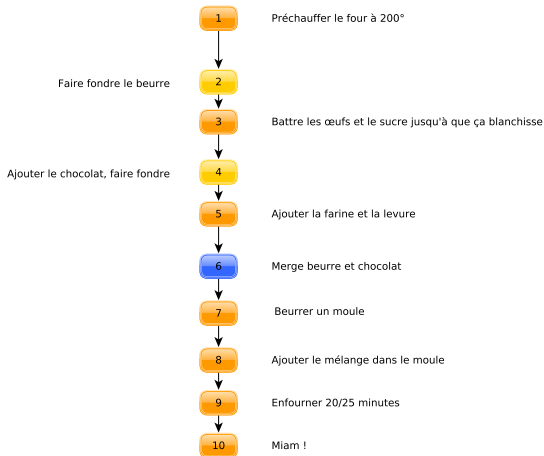 1 Préchauffer le four à 200°
Faire fondre le beurre 2
3 Battre les œufs et le sucre jusqu'à que ça blanchisse
Ajouter le chocolat, faire fondre 4
5 Ajouter la farine et la levure
6 Merge beurre et chocolat
7 Beurrer un moule
8 Ajouter le mélange dans le moule
9 Enfourner 20/25 minutes
10 Miam !